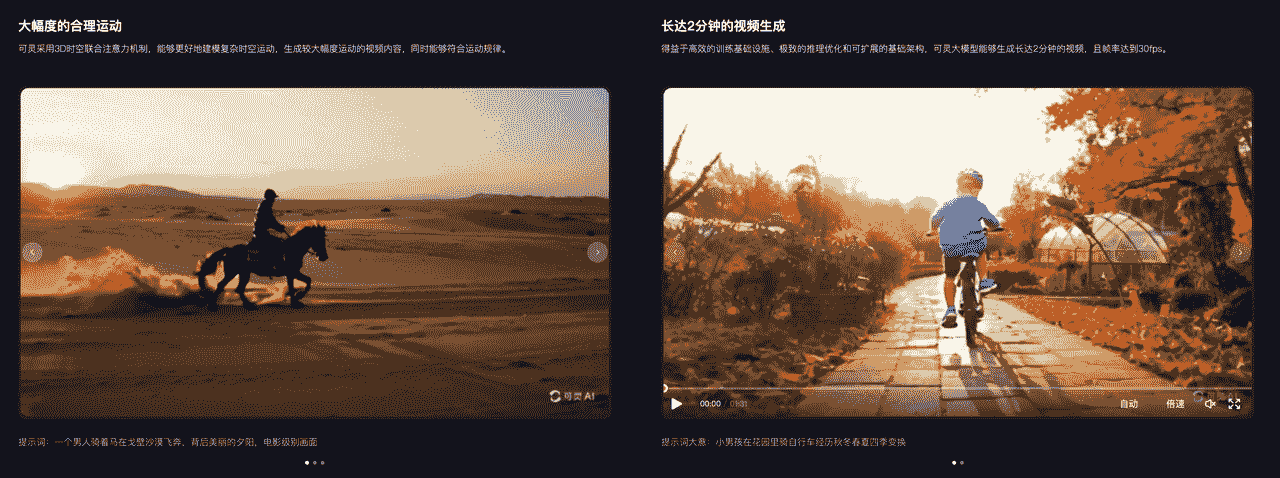 大幅度的合理运动
可灵采用3D时空联合注意力机制，能够更好地建模复杂时空运动，生成较大幅度运动的视频内容，同时能够符合运动规律。
可灵 AI
提示词：一个男人骑着马在戈壁沙漠飞奔，背后美丽的夕阳，电影级别画面
长达2分钟的视频生成
得益于高效的训练基础设施、极致的推理优化和可扩展的基础架构，可灵大模型能够生成长达2分钟的视频，且帧率达到30fps。
00:00 / 01:31 自动 倍速
提示词大意：小男孩在花园里骑自行车经历秋冬春夏四季变换